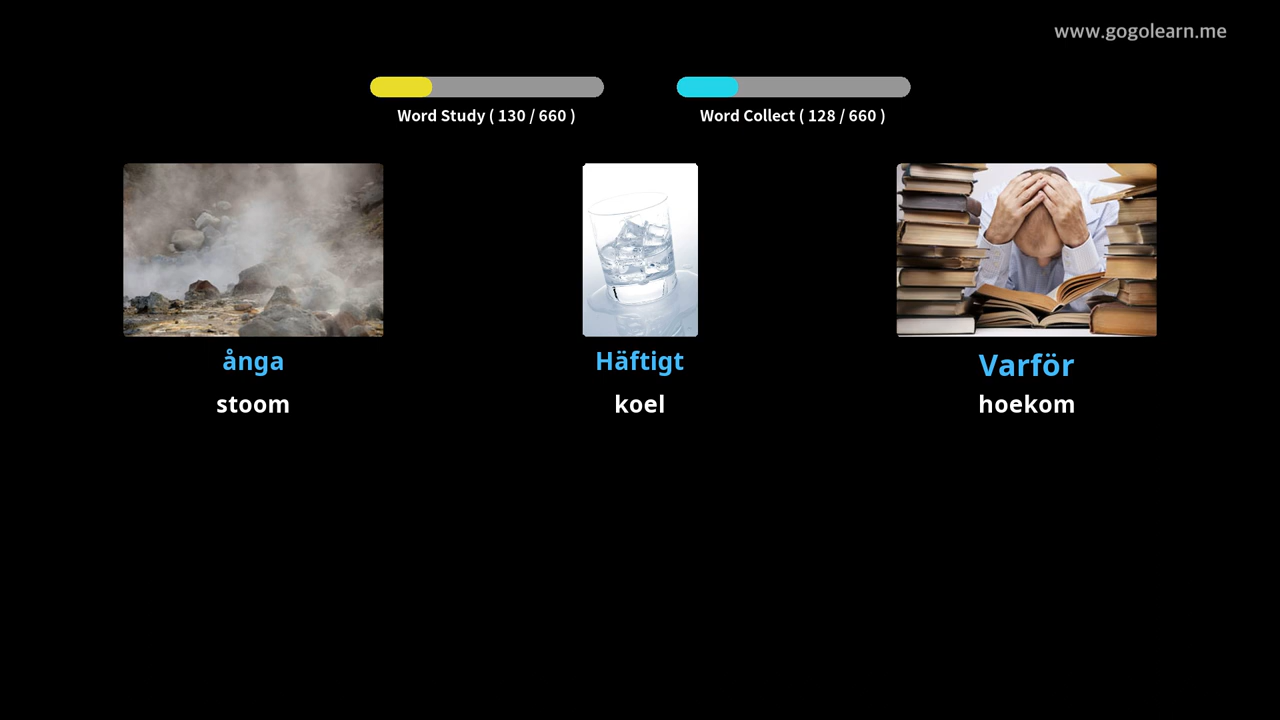 www.gogolearn.me
Word Study ( 130 / 660 )
Word Collect ( 128 / 660 )
ånga
Häftigt
Varför
stoom
koel
hoekom